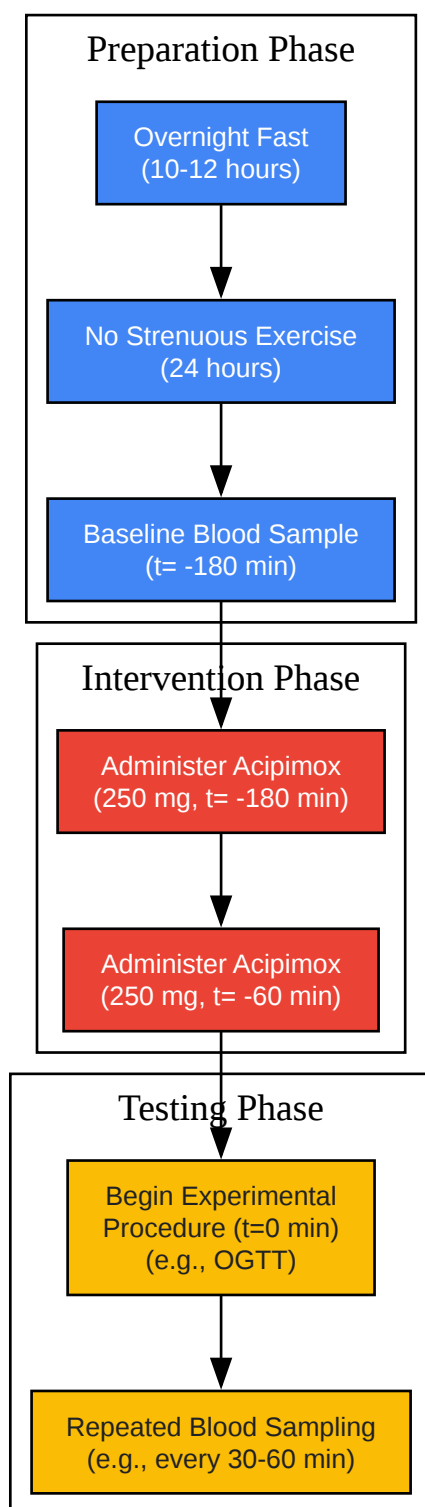 Preparation Phase
Overnight Fast
(10-12 hours)
No Strenuous Exercise
(24 hours)
Baseline Blood Sample
(t= -180 min)
Intervention Phase
Administer Acipimox
(250 mg, t= -180 min)
Administer Acipimox
(250 mg, t= -60 min)
Testing Phase
Begin Experimental
Procedure (t=0 min)
(e.g., OGTT)
Repeated Blood Sampling
(e.g., every 30-60 min)